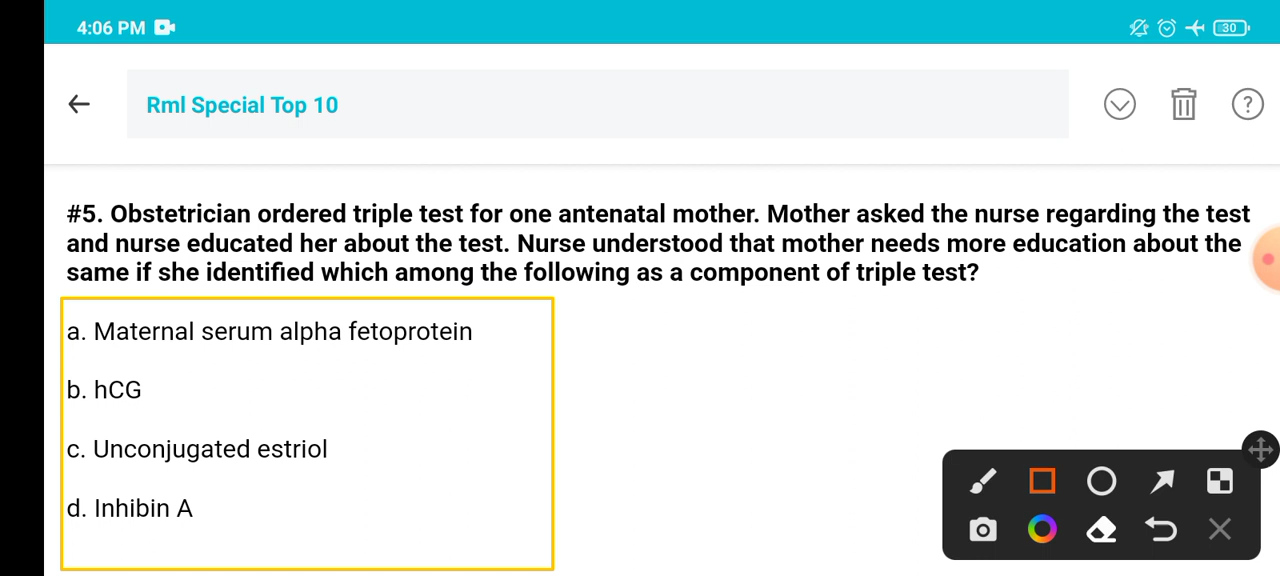 4:06 PM
30
Rml Special Top 10
?
#5. Obstetrician ordered triple test for one antenatal mother. Mother asked the nurse regarding the test
and nurse educated her about the test. Nurse understood that mother needs more education about the
same if she identified which among the following as a component of triple test?
a. Maternal serum alpha fetoprotein
b. hCG
c. Unconjugated estriol
d. Inhibin A